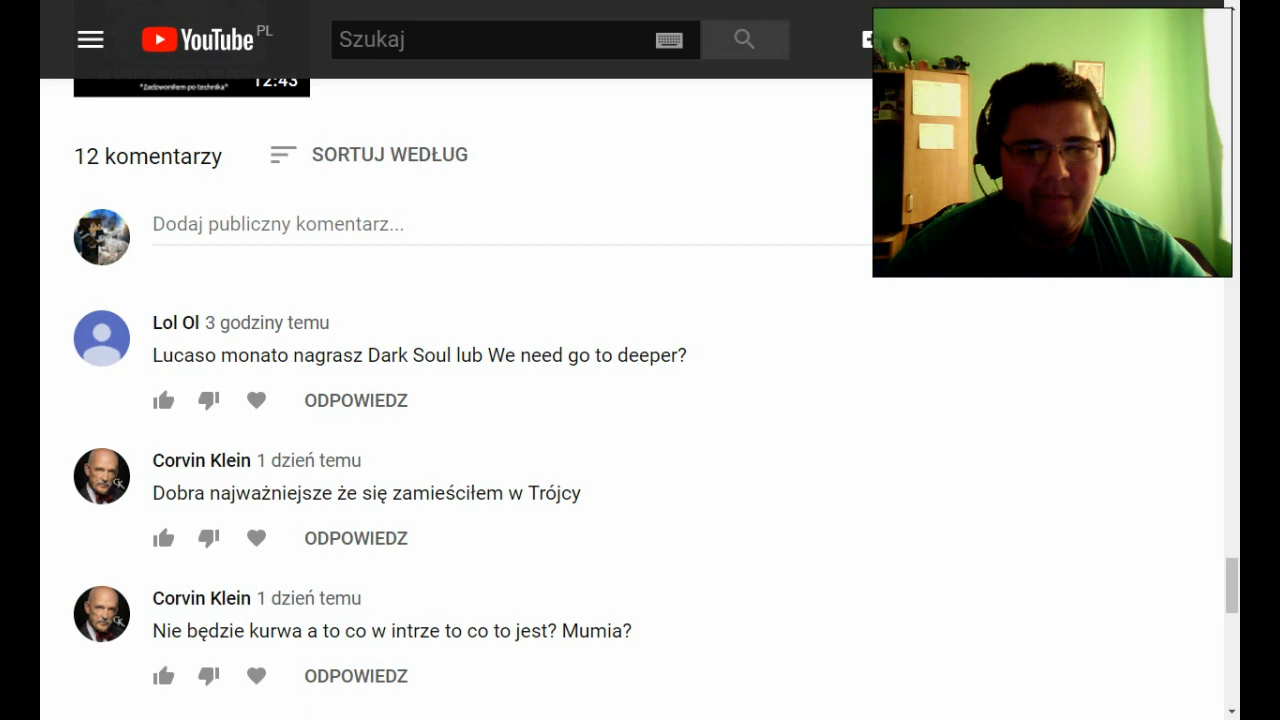 YouTube PL
Szukaj
*Zadzwoniłem po technika*
12:43
12 komentarzy
SORTUJ WEDŁUG
Dodaj publiczny komentarz...
Lol Ol 3 godziny temu
Lucaso monato nagrasz Dark Soul lub We need go to deeper?
ODPOWIEDZ
Corvin Klein 1 dzień temu
Dobra najważniejsze że się zamieściłem w Trójcy
ODPOWIEDZ
Corvin Klein 1 dzień temu
Nie będzie kurwa a to co w intrze to co to jest? Mumia?
ODPOWIEDZ